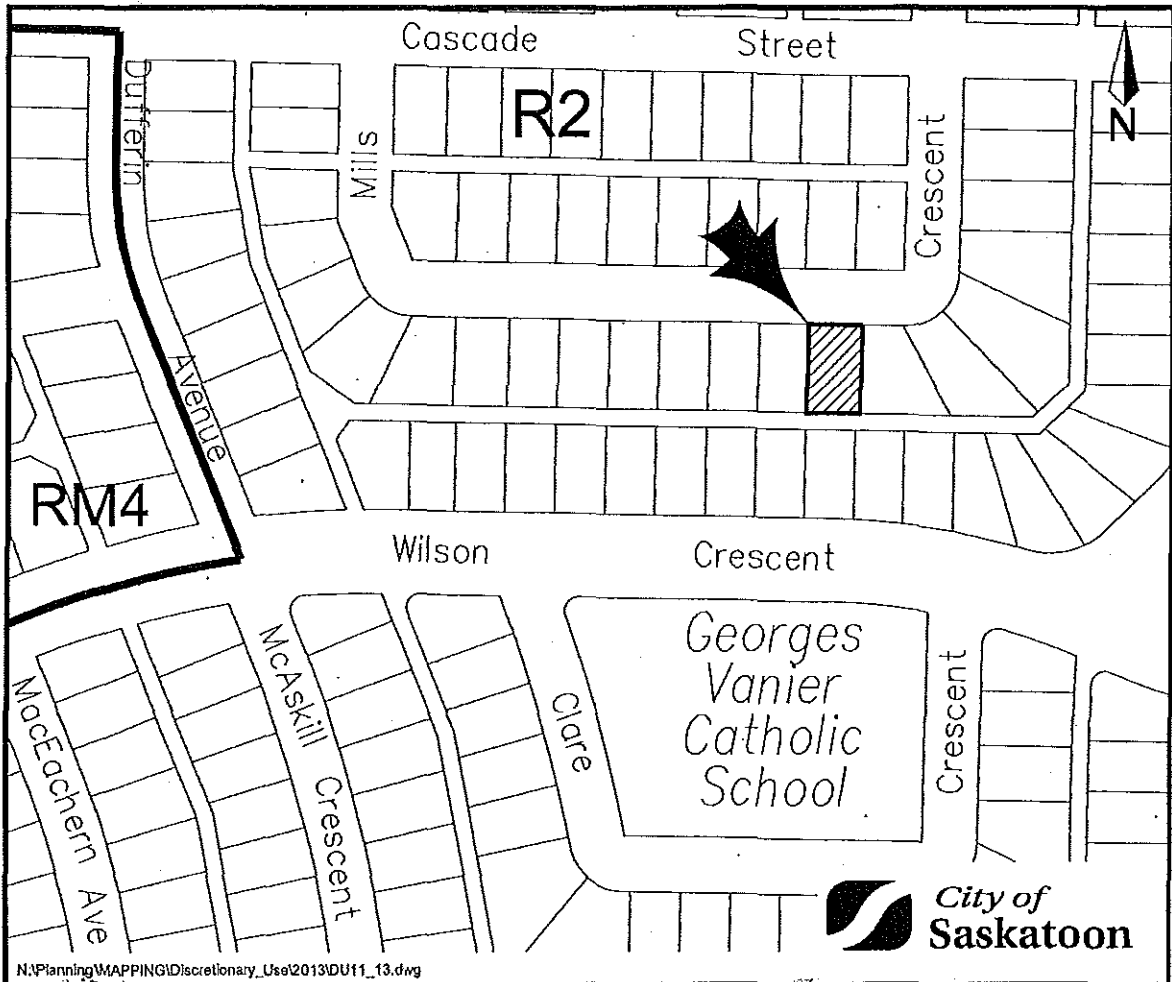 Cascade Street
R2
N
Dufferin
Avenue
Mills
Crescent
RM4
Wilson Crescent
Georges
Vanier
Catholic
School
McAskill Crescent
MacEachern Ave
Clare
Crescent
City of
Saskatoon
N:\Planning\MAPPING\Discretionary_Use\2013\DU11_13.dwg